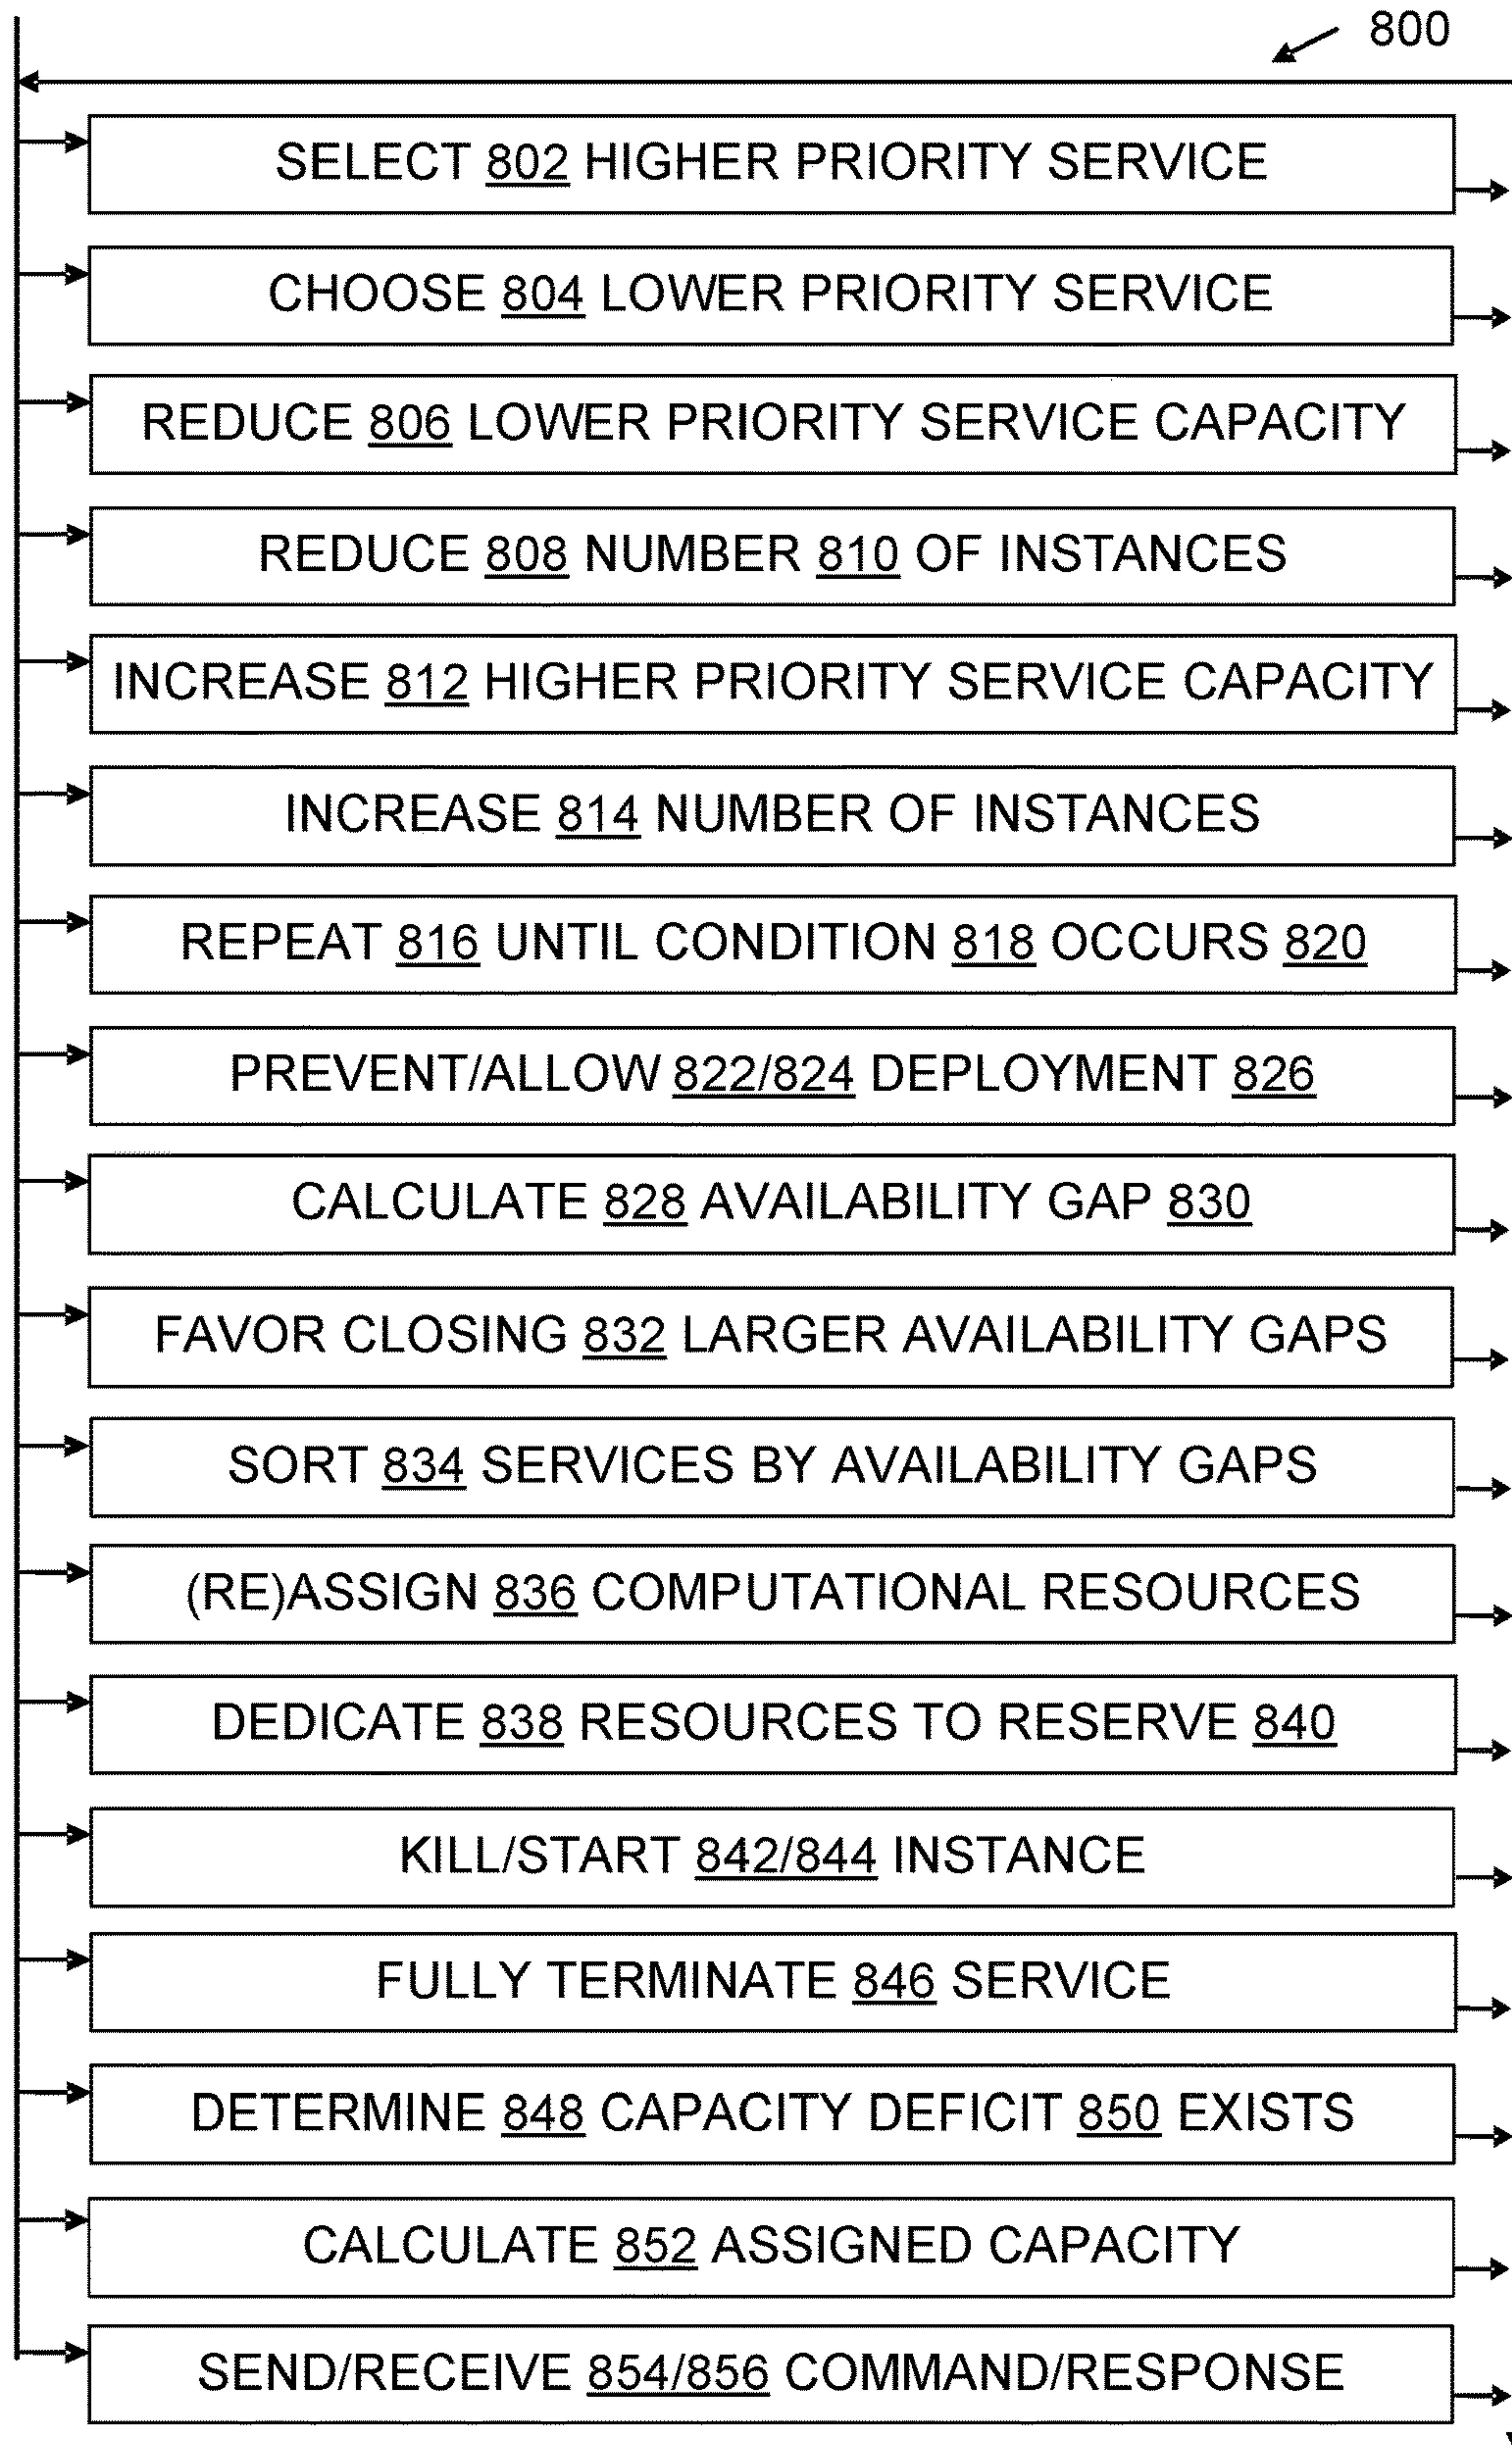 800
SELECT 802 HIGHER PRIORITY SERVICE
CHOOSE 804 LOWER PRIORITY SERVICE
REDUCE 806 LOWER PRIORITY SERVICE CAPACITY
REDUCE 808 NUMBER 810 OF INSTANCES
INCREASE 812 HIGHER PRIORITY SERVICE CAPACITY
INCREASE 814 NUMBER OF INSTANCES
REPEAT 816 UNTIL CONDITION 818 OCCURS 820
PREVENT/ALLOW 822/824 DEPLOYMENT 826
CALCULATE 828 AVAILABILITY GAP 830
FAVOR CLOSING 832 LARGER AVAILABILITY GAPS
SORT 834 SERVICES BY AVAILABILITY GAPS
(RE)ASSIGN 836 COMPUTATIONAL RESOURCES
DEDICATE 838 RESOURCES TO RESERVE 840
KILL/START 842/844 INSTANCE
FULLY TERMINATE 846 SERVICE
DETERMINE 848 CAPACITY DEFICIT 850 EXISTS
CALCULATE 852 ASSIGNED CAPACITY
SEND/RECEIVE 854/856 COMMAND/RESPONSE